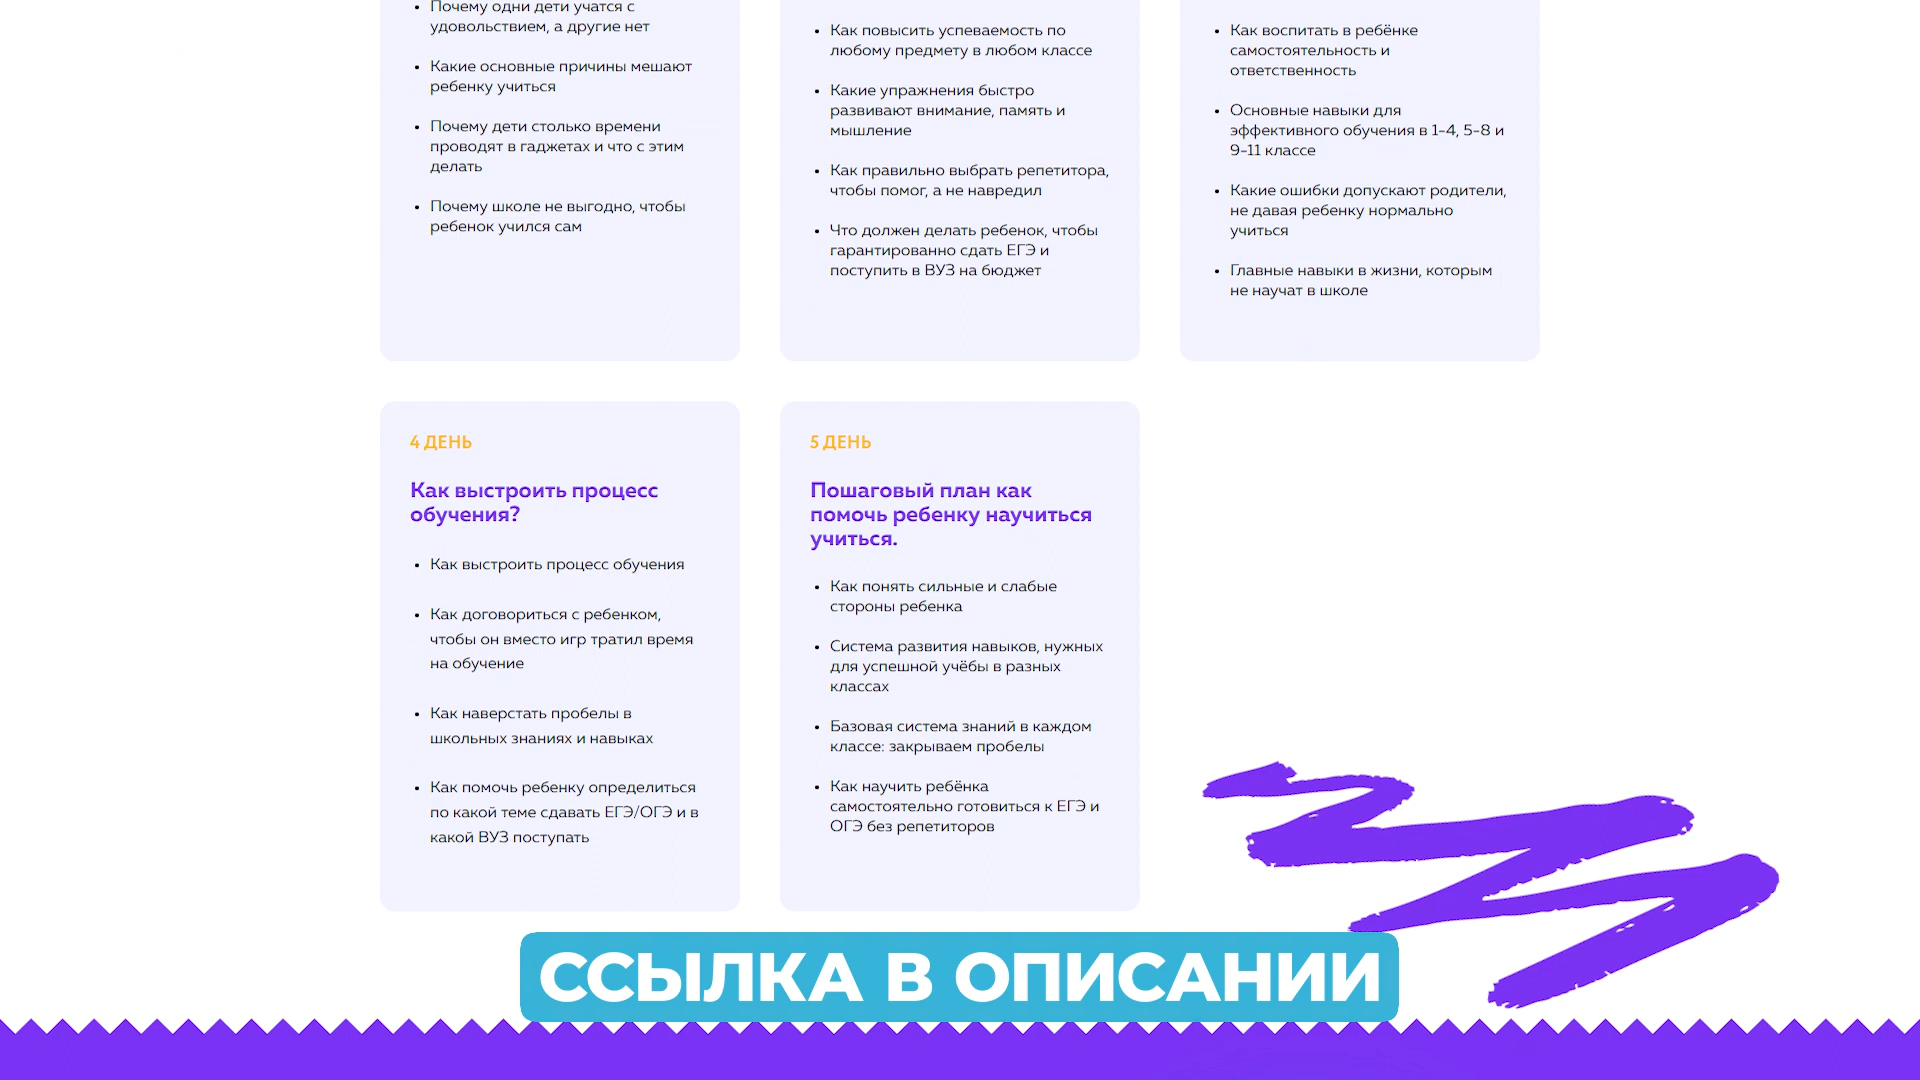 Почему одни дети учатся с
удовольствием, а другие нет
Какие основные причины мешают
ребенку учиться
Почему дети столько времени
проводят в гаджетах и что с этим
делать
Почему школе не выгодно, чтобы
ребенок учился сам
Как повысить успеваемость по
любому предмету в любом классе
Какие упражнения быстро
развивают внимание, память и
мышление
Как правильно выбрать репетитора,
чтобы помог, а не навредил
Что должен делать ребенок, чтобы
гарантированно сдать ЕГЭ и
поступить в ВУЗ на бюджет
Как воспитать в ребёнке
самостоятельность и
ответственность
Основные навыки для
эффективного обучения в 1-4, 5-8 и
9-11 классе
Какие ошибки допускают родители,
не давая ребенку нормально
учиться
Главные навыки в жизни, которым
не научат в школе
4 ДЕНЬ
Как выстроить процесс
обучения?
Как выстроить процесс обучения
Как договориться с ребенком,
чтобы он вместо игр тратил время
на обучение
Как наверстать пробелы в
школьных знаниях и навыках
Как помочь ребенку определиться
по какой теме сдавать ЕГЭ/ОГЭ и в
какой ВУЗ поступать
5 ДЕНЬ
Пошаговый план как
помочь ребенку научиться
учиться.
Как понять сильные и слабые
стороны ребенка
Система развития навыков, нужных
для успешной учёбы в разных
классах
Базовая система знаний в каждом
классе: закрываем пробелы
Как научить ребёнка
самостоятельно готовиться к ЕГЭ и
ОГЭ без репетиторов
ССЫЛКА В ОПИСАНИИ